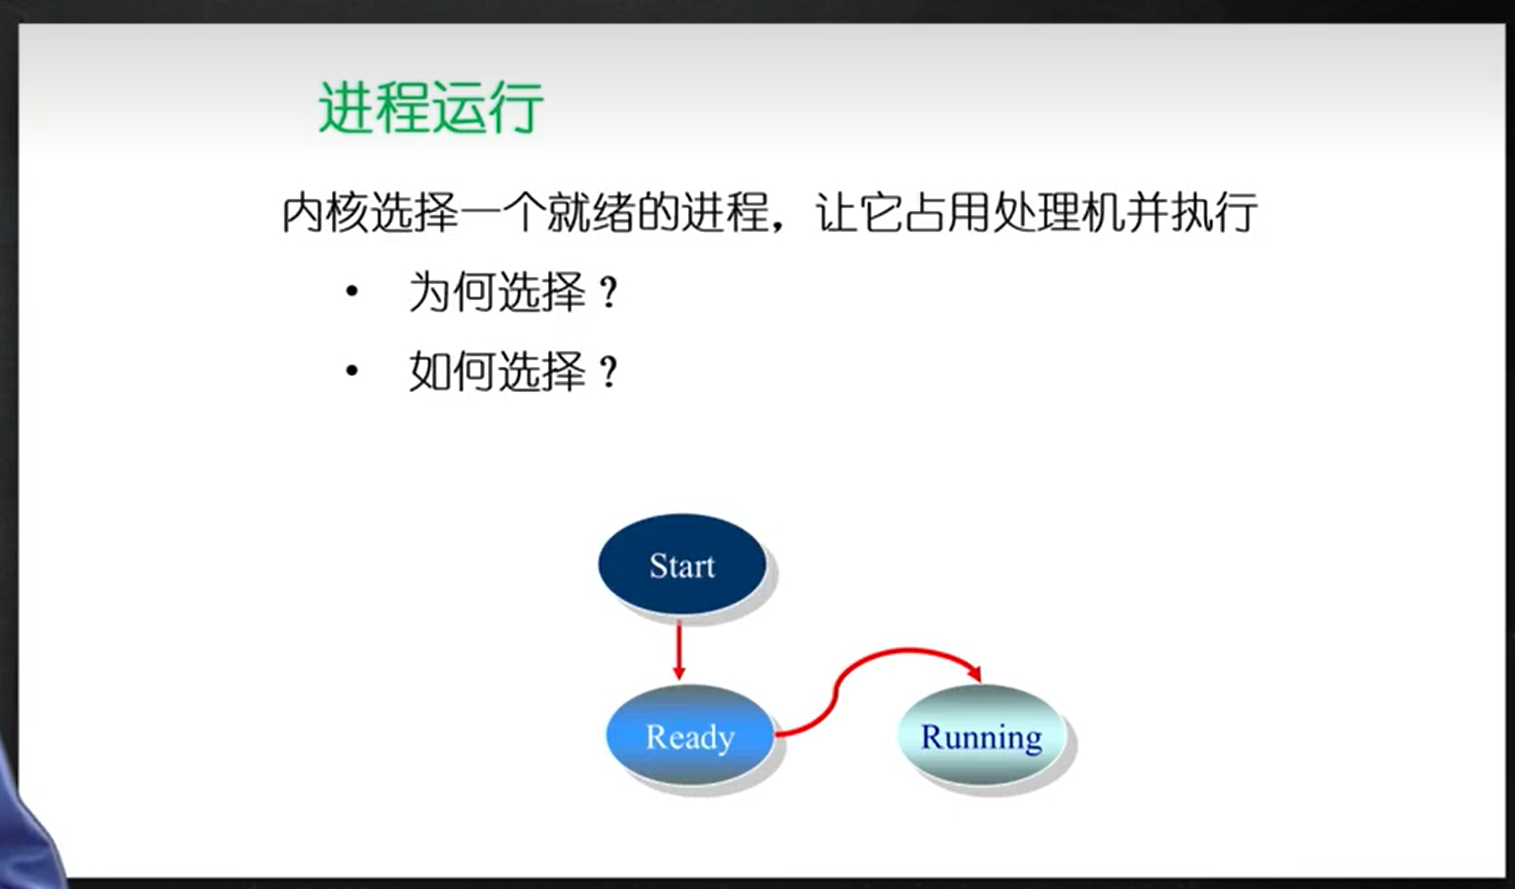 进程运行
内核选择一个就绪的进程，让它占用处理机并执行
• 为何选择？
• 如何选择？
Start
Ready
Running